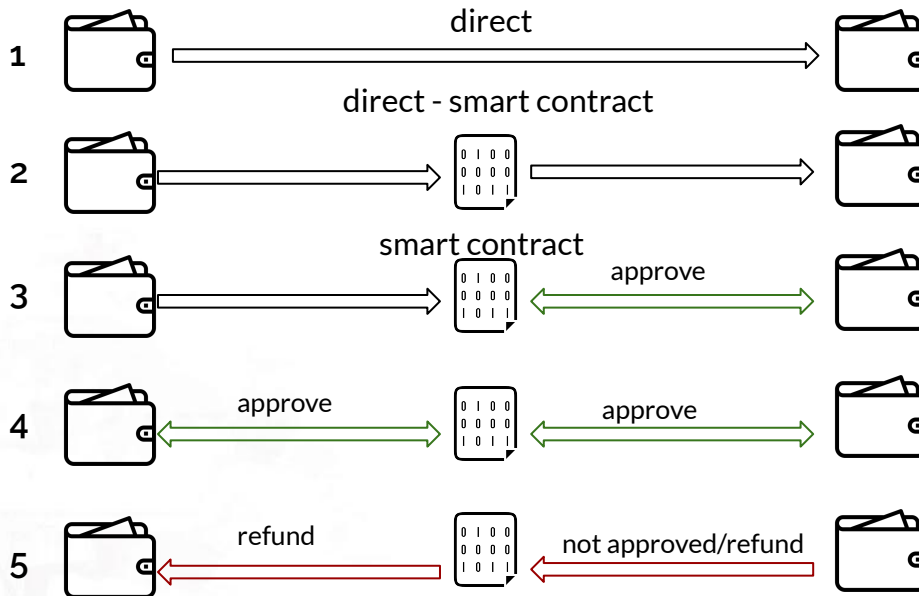 direct
1
direct - smart contract
0 1 0 0
0 0 0 0
1 0 1 1
2
smart contract
approve
0 1 0 0
0 0 0 0
1 0 1 1
3
approve
approve
0 1 0 0
0 0 0 0
1 0 1 1
4
refund
not approved/refund
0 1 0 0
0 0 0 0
1 0 1 1
5